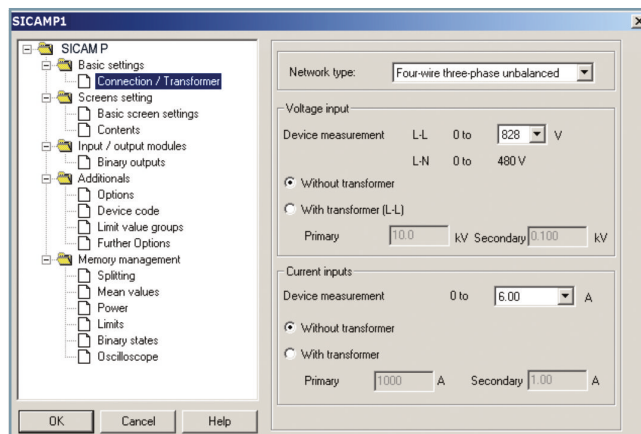 SICAMP1
SICAM P
Basic settings
Connection / Transformer
Screens setting
Basic screen settings
Contents
Input / output modules
Binary outputs
Additionals
Options
Device code
Limit value groups
Further Options
Memory management
Splitting
Mean values
Power
Limits
Binary states
Oscilloscope
OK Cancel Help
Network type: Four-wire three-phase unbalanced
Voltage input
Device measurement L-L 0 to 828 V
L-N 0 to 480 V
Without transformer
With transformer (L-L)
Primary 10.0 kV Secondary 0.100 kV
Current inputs
Device measurement 0 to 6.00 A
Without transformer
With transformer
Primary 1000 A Secondary 1.00 A